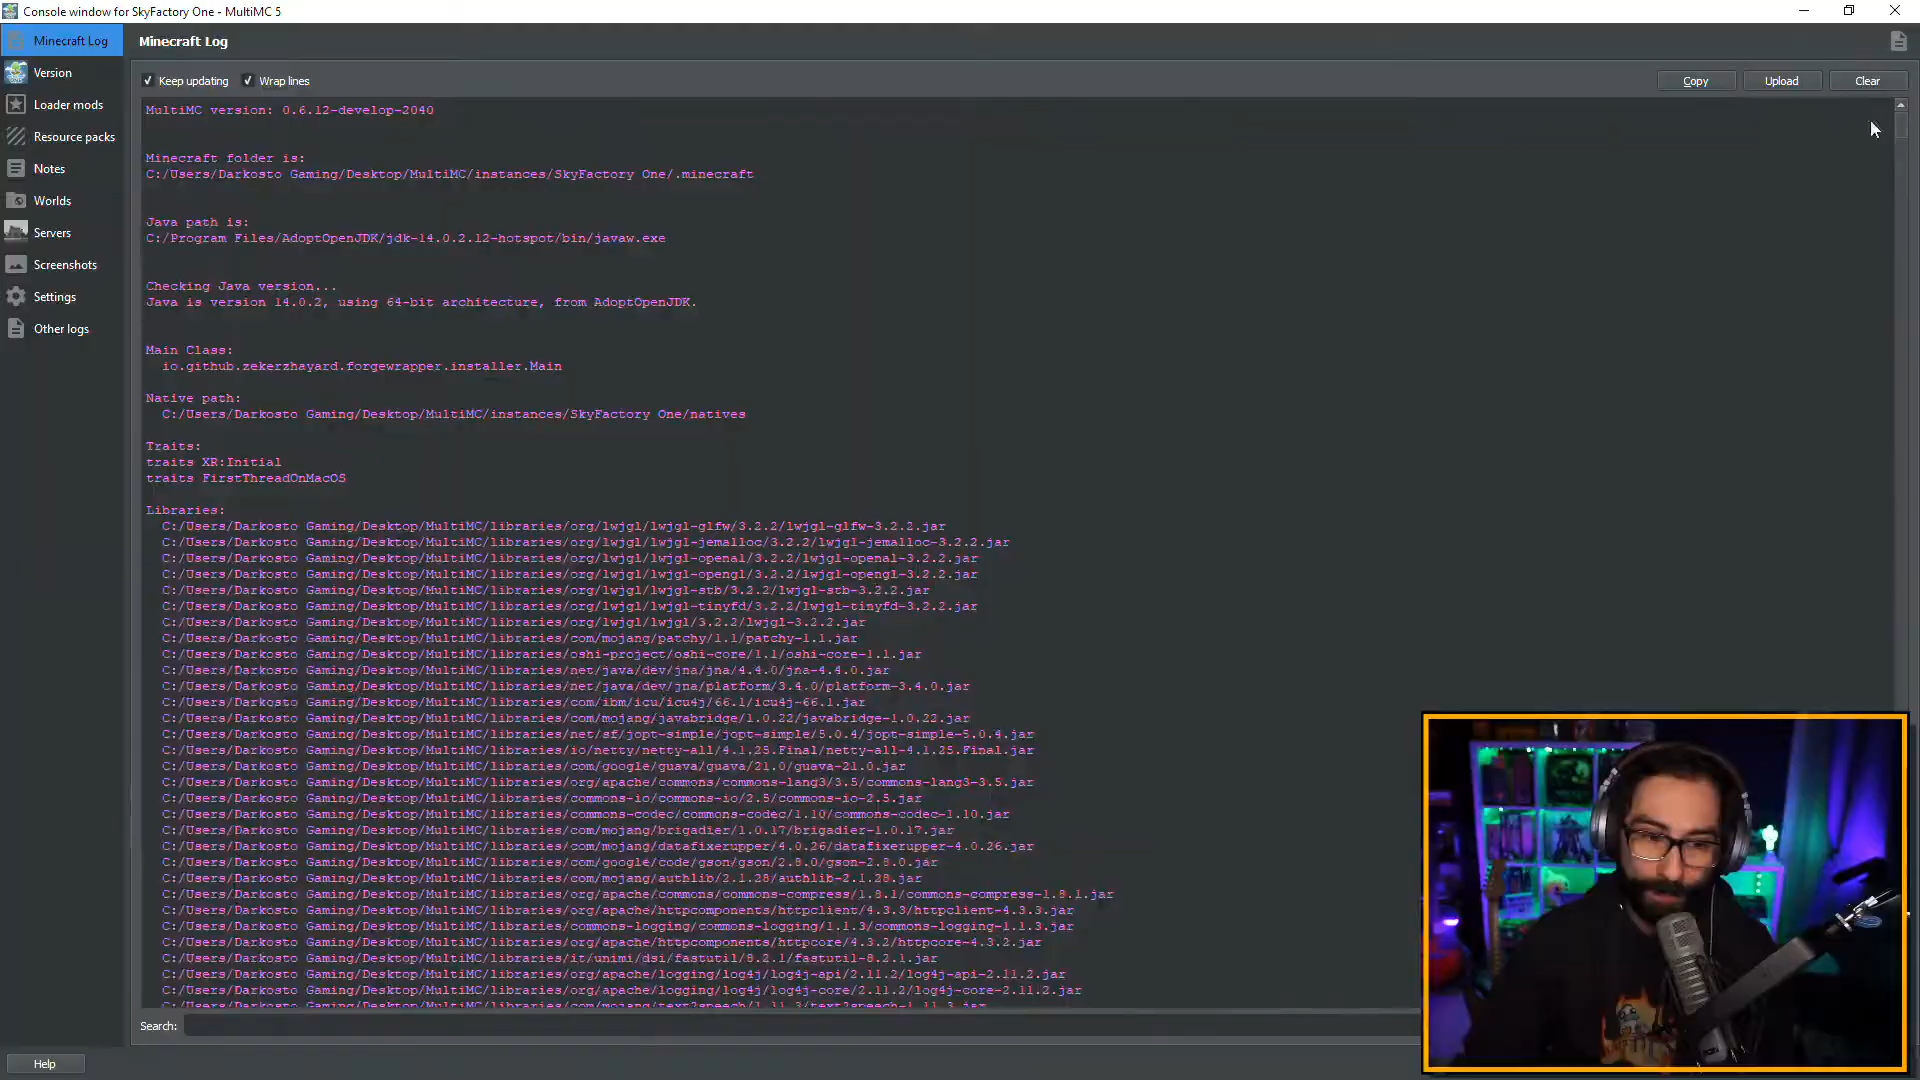 Console window for SkyFactory One - MultiMC 5
Minecraft Log
Version
Loader mods
Resource packs
Notes
Worlds
Servers
Screenshots
Settings
Other logs
Minecraft Log
Keep updating
Wrap lines
Copy
Upload
Clear
MultiMC version: 0.6.12-develop-2040
Minecraft folder is:
C:/Users/Darkosto Gaming/Desktop/MultiMC/instances/SkyFactory One/.minecraft
Java path is:
C:/Program Files/AdoptOpenJDK/jdk-14.0.2.12-hotspot/bin/javaw.exe
Checking Java version...
Java is version 14.0.2, using 64-bit architecture, from AdoptOpenJDK.
Main Class:
io.github.zekerzhayard.forgewrapper.installer.Main
Native path:
C:/Users/Darkosto Gaming/Desktop/MultiMC/instances/SkyFactory One/natives
Traits:
traits XR:Initial
traits FirstThreadOnMacOS
Libraries:
C:/Users/Darkosto Gaming/Desktop/MultiMC/libraries/org/lwjgl/lwjgl-glfw/3.2.2/lwjgl-glfw-3.2.2.jar
C:/Users/Darkosto Gaming/Desktop/MultiMC/libraries/org/lwjgl/lwjgl-jemalloc/3.2.2/lwjgl-jemalloc-3.2.2.jar
C:/Users/Darkosto Gaming/Desktop/MultiMC/libraries/org/lwjgl/lwjgl-openal/3.2.2/lwjgl-openal-3.2.2.jar
C:/Users/Darkosto Gaming/Desktop/MultiMC/libraries/org/lwjgl/lwjgl-opengl/3.2.2/lwjgl-opengl-3.2.2.jar
C:/Users/Darkosto Gaming/Desktop/MultiMC/libraries/org/lwjgl/lwjgl-stb/3.2.2/lwjgl-stb-3.2.2.jar
C:/Users/Darkosto Gaming/Desktop/MultiMC/libraries/org/lwjgl/lwjgl-tinyfd/3.2.2/lwjgl-tinyfd-3.2.2.jar
C:/Users/Darkosto Gaming/Desktop/MultiMC/libraries/org/lwjgl/lwjgl/3.2.2/lwjgl-3.2.2.jar
C:/Users/Darkosto Gaming/Desktop/MultiMC/libraries/com/mojang/patchy/1.1/patchy-1.1.jar
C:/Users/Darkosto Gaming/Desktop/MultiMC/libraries/oshi-project/oshi-core/1.1/oshi-core-1.1.jar
C:/Users/Darkosto Gaming/Desktop/MultiMC/libraries/net/java/dev/jna/jna/4.4.0/jna-4.4.0.jar
C:/Users/Darkosto Gaming/Desktop/MultiMC/libraries/net/java/dev/jna/platform/3.4.0/platform-3.4.0.jar
C:/Users/Darkosto Gaming/Desktop/MultiMC/libraries/com/ibm/icu/icu4j/66.1/icu4j-66.1.jar
C:/Users/Darkosto Gaming/Desktop/MultiMC/libraries/com/mojang/javabridge/1.0.22/javabridge-1.0.22.jar
C:/Users/Darkosto Gaming/Desktop/MultiMC/libraries/net/sf/jopt-simple/jopt-simple/5.0.4/jopt-simple-5.0.4.jar
C:/Users/Darkosto Gaming/Desktop/MultiMC/libraries/io/netty/netty-all/4.1.25.Final/netty-all-4.1.25.Final.jar
C:/Users/Darkosto Gaming/Desktop/MultiMC/libraries/com/google/guava/guava/21.0/guava-21.0.jar
C:/Users/Darkosto Gaming/Desktop/MultiMC/libraries/org/apache/commons/commons-lang3/3.5/commons-lang3-3.5.jar
C:/Users/Darkosto Gaming/Desktop/MultiMC/libraries/commons-io/commons-io/2.5/commons-io-2.5.jar
C:/Users/Darkosto Gaming/Desktop/MultiMC/libraries/commons-codec/commons-codec/1.10/commons-codec-1.10.jar
C:/Users/Darkosto Gaming/Desktop/MultiMC/libraries/com/mojang/brigadier/1.0.17/brigadier-1.0.17.jar
C:/Users/Darkosto Gaming/Desktop/MultiMC/libraries/com/mojang/datafixerupper/4.0.26/datafixerupper-4.0.26.jar
C:/Users/Darkosto Gaming/Desktop/MultiMC/libraries/com/google/code/gson/gson/2.8.0/gson-2.8.0.jar
C:/Users/Darkosto Gaming/Desktop/MultiMC/libraries/com/mojang/authlib/2.1.28/authlib-2.1.28.jar
C:/Users/Darkosto Gaming/Desktop/MultiMC/libraries/org/apache/commons/commons-compress/1.8.1/commons-compress-1.8.1.jar
C:/Users/Darkosto Gaming/Desktop/MultiMC/libraries/org/apache/httpcomponents/httpclient/4.3.3/httpclient-4.3.3.jar
C:/Users/Darkosto Gaming/Desktop/MultiMC/libraries/commons-logging/commons-logging/1.1.3/commons-logging-1.1.3.jar
C:/Users/Darkosto Gaming/Desktop/MultiMC/libraries/org/apache/httpcomponents/httpcore/4.3.2/httpcore-4.3.2.jar
C:/Users/Darkosto Gaming/Desktop/MultiMC/libraries/it/unimi/dsi/fastutil/8.2.1/fastutil-8.2.1.jar
C:/Users/Darkosto Gaming/Desktop/MultiMC/libraries/org/apache/logging/log4j/log4j-api/2.11.2/log4j-api-2.11.2.jar
C:/Users/Darkosto Gaming/Desktop/MultiMC/libraries/org/apache/logging/log4j/log4j-core/2.11.2/log4j-core-2.11.2.jar
C:/Users/Darkosto Gaming/Desktop/MultiMC/libraries/com/mojang/text2speech/1.11.3/text2speech-1.11.3.jar
Search:
Help